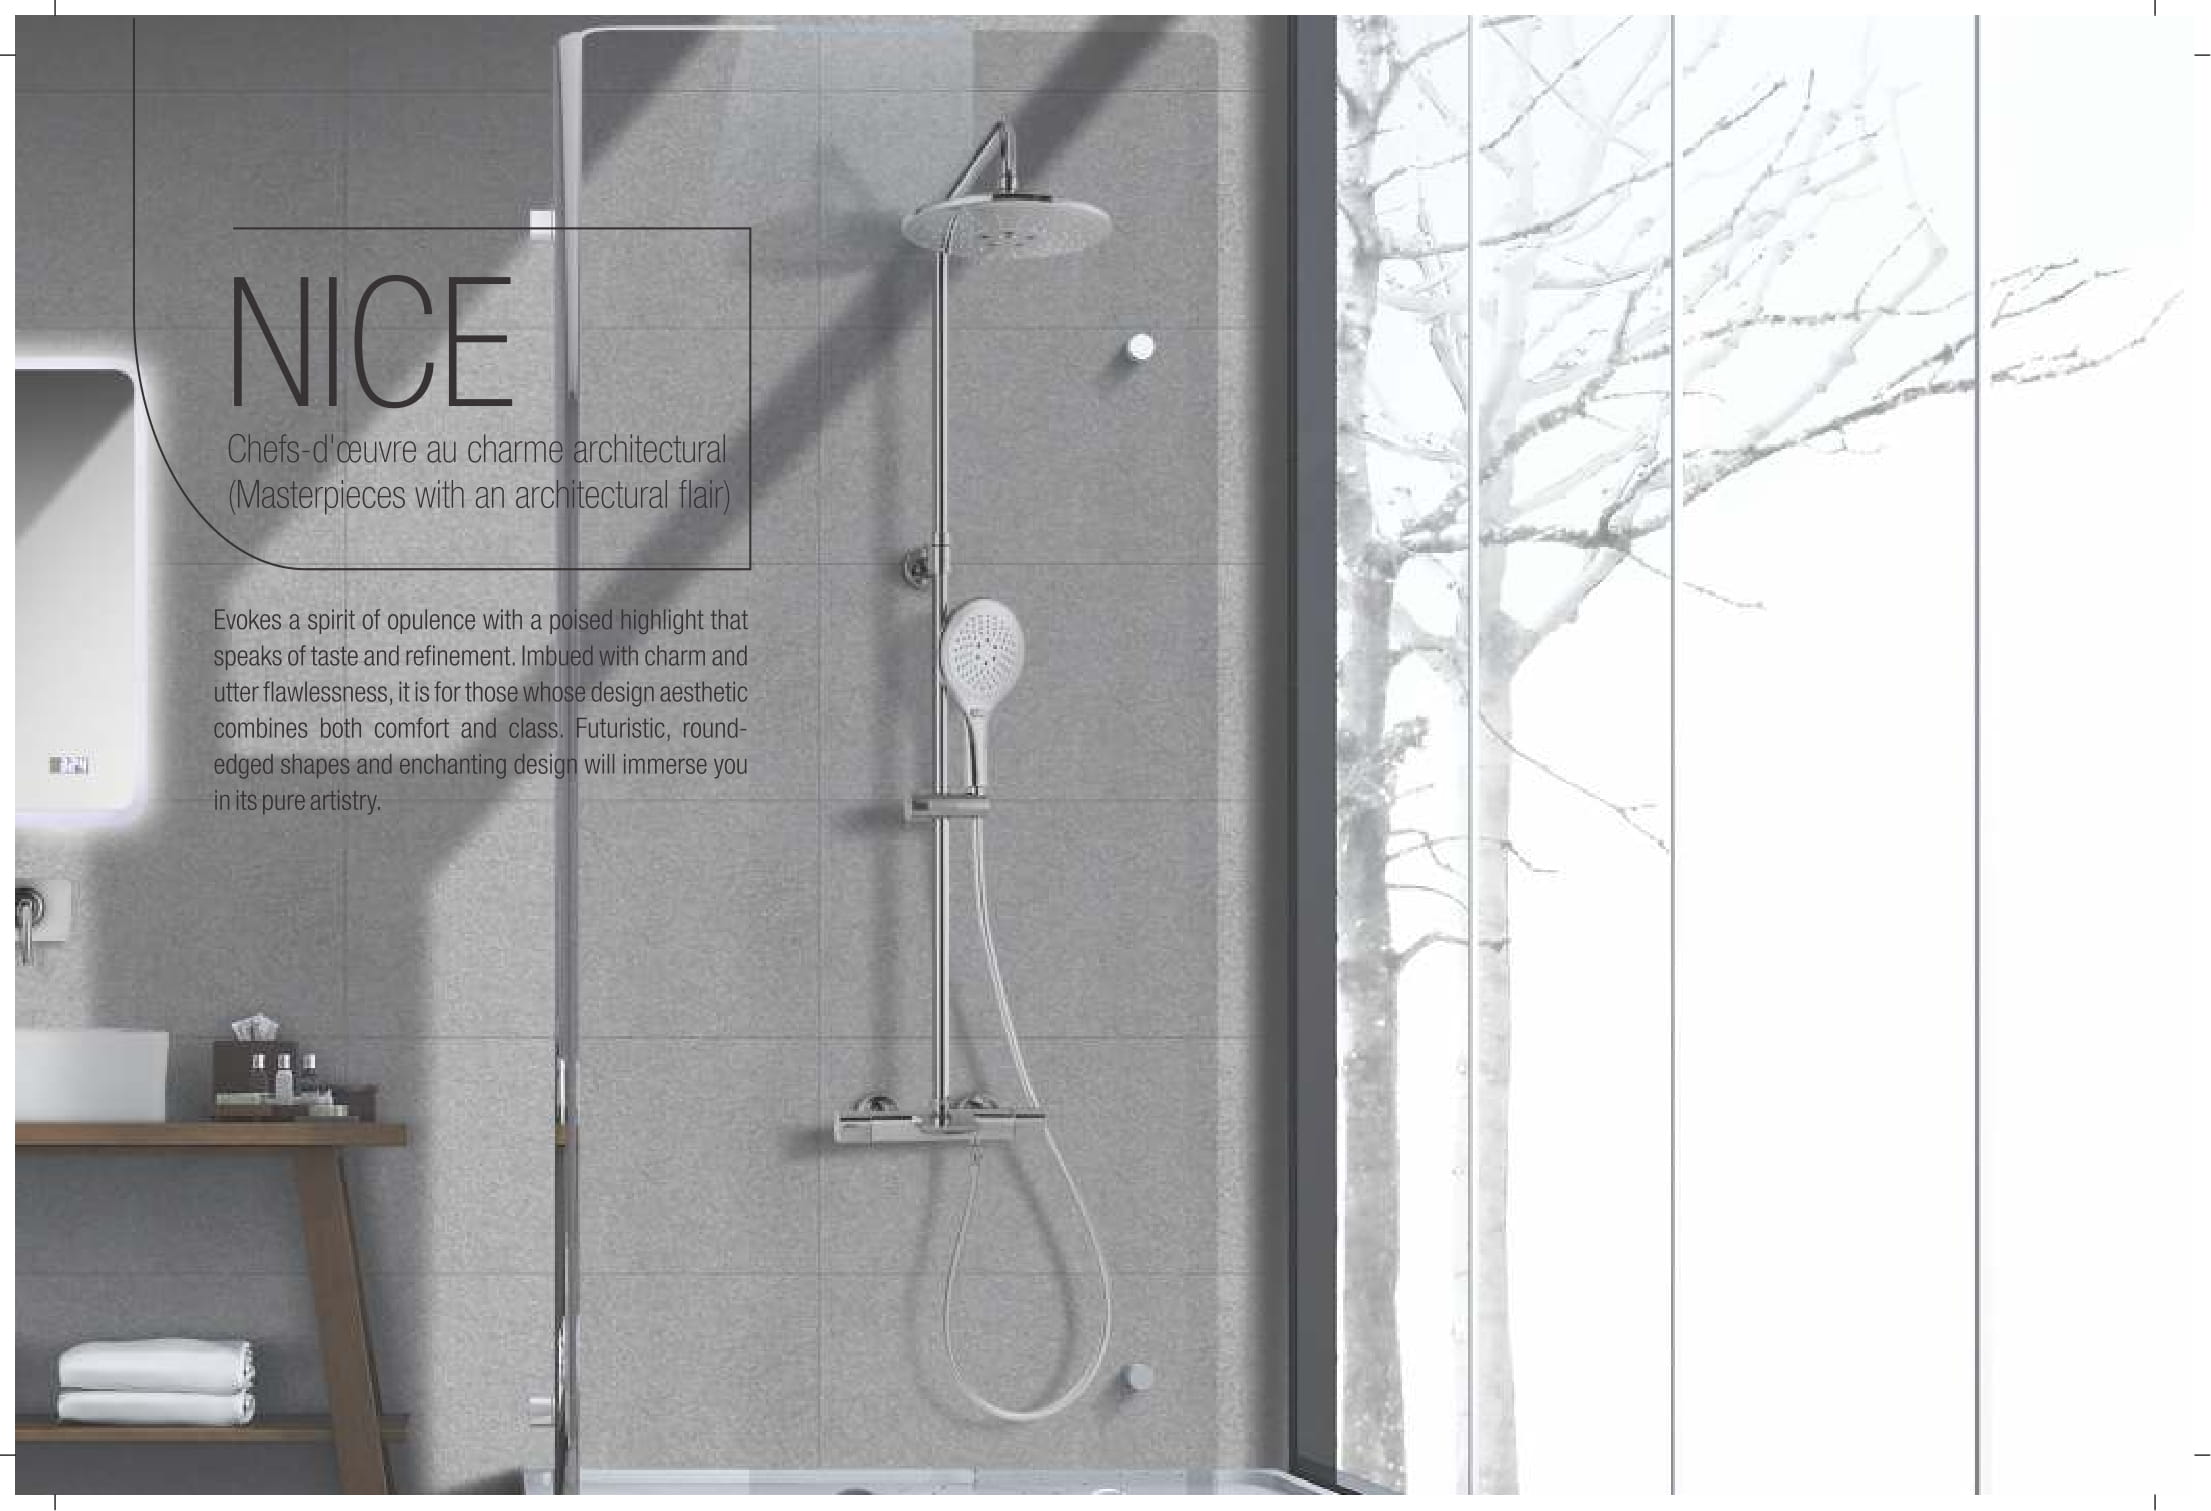 NICE
Chefs-d'œuvre au charme architectural
(Masterpieces with an architectural flair)
Evokes a spirit of opulence with a poised highlight that
speaks of taste and refinement. Imbued with charm and
utter flawlessness, it is for those whose design aesthetic
combines both comfort and class. Futuristic, round-
edged shapes and enchanting design will immerse you
in its pure artistry.